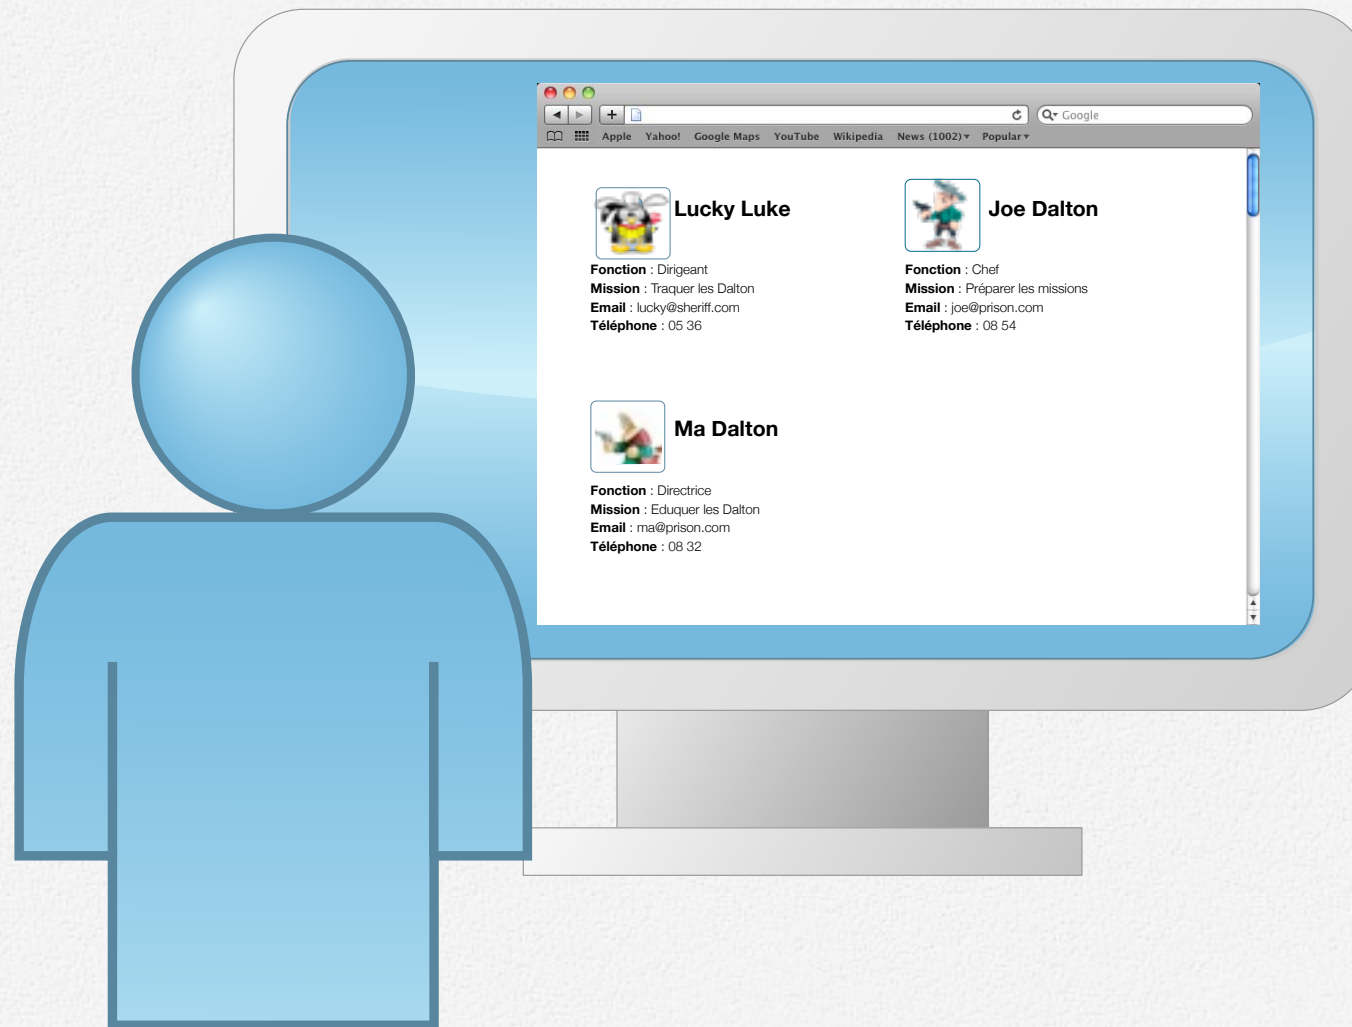 Google
Apple Yahoo! Google Maps YouTube Wikipedia News (1002) Popular
Lucky Luke
Fonction : Dirigeant
Mission : Traquer les Dalton
Email : lucky@sheriff.com
Téléphone : 05 36
Joe Dalton
Fonction : Chef
Mission : Préparer les missions
Email : joe@prison.com
Téléphone : 08 54
Ma Dalton
Fonction : Directrice
Mission : Eduquer les Dalton
Email : ma@prison.com
Téléphone : 08 32